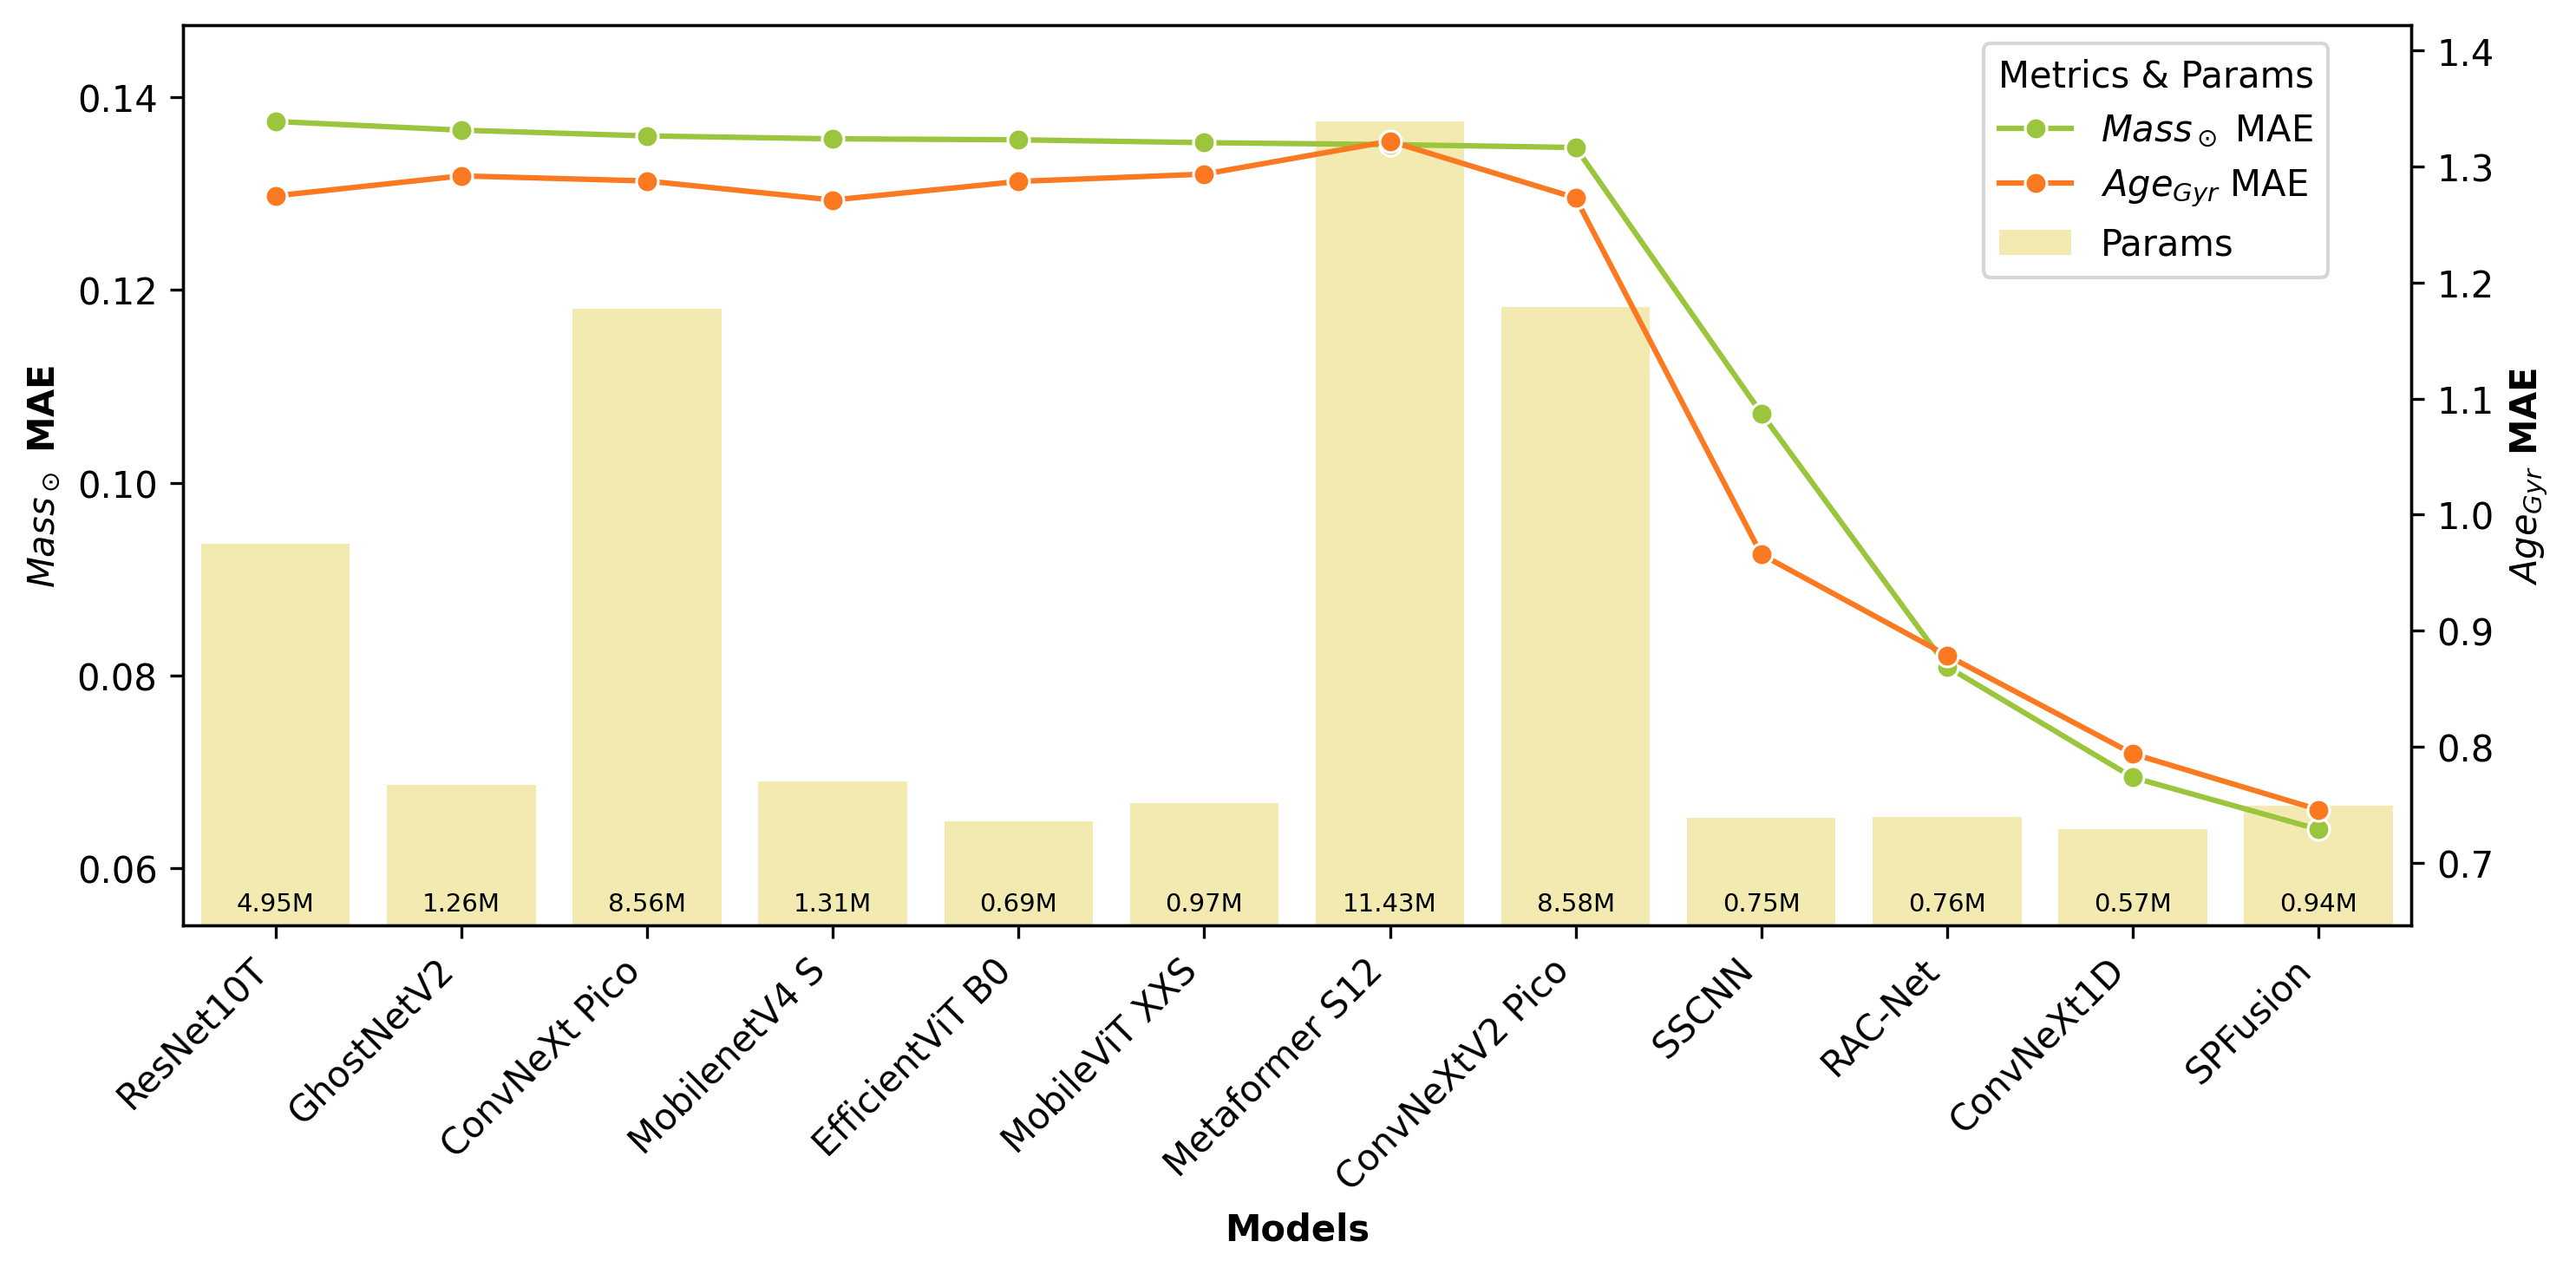 0.14
0.12
0.10
0.08
0.06
Mass⊙ MAE
1.4
1.3
1.2
1.1
1.0
0.9
0.8
0.7
Age_Gyr MAE
Metrics & Params
Mass⊙ MAE
Age_Gyr MAE
Params
4.95M
1.26M
8.56M
1.31M
0.69M
0.97M
11.43M
8.58M
0.75M
0.76M
0.57M
0.94M
ResNet10T
GhostNetV2
ConvNeXt Pico
MobilenetV4 S
EfficientViT B0
MobileViT XXS
Metaformer S12
ConvNeXtV2 Pico
SSCNN
RAC-Net
ConvNeXt1D
SPFusion
Models